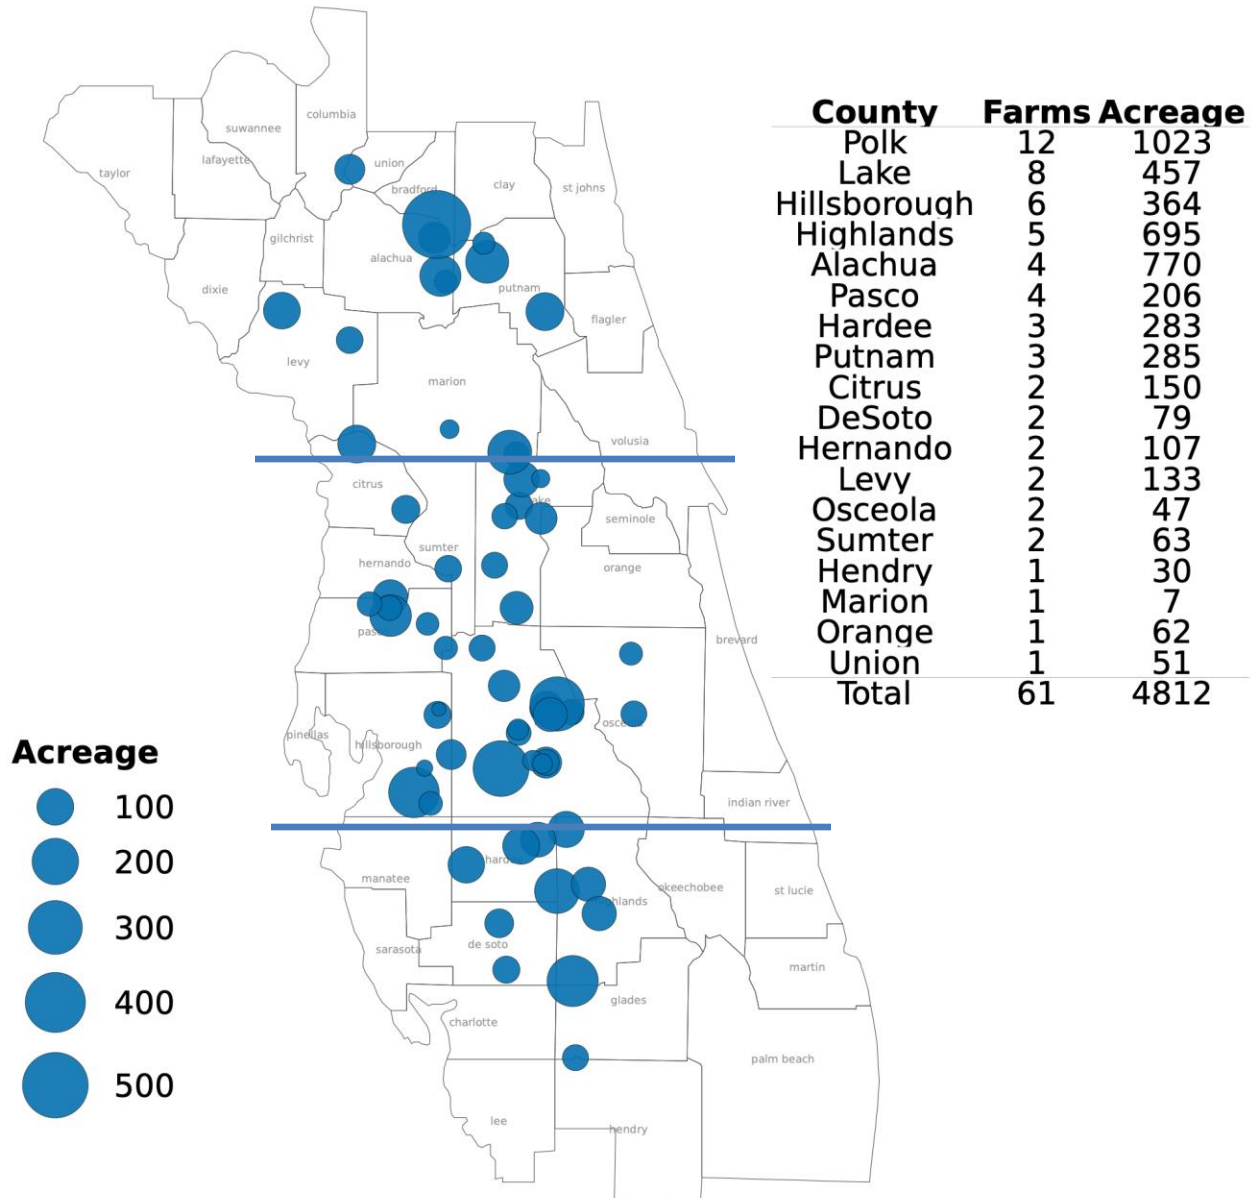 columbia
suwannee
lafayette
taylor
union
bradford
clay
st johns
gilchrist
alachua
dixie
putnam
flagler
levy
marion
volusia
citrus
seminole
sumter
hernando
orange
brevard
pinellas
hillsborough
indian river
manatee
okeechobee
st lucie
sarasota
de soto
martin
glades
charlotte
palm beach
lee
hendry
County Farms Acreage
Polk 12 1023
Lake 8 457
Hillsborough 6 364
Highlands 5 695
Alachua 4 770
Pasco 4 206
Hardee 3 283
Putnam 3 285
Citrus 2 150
DeSoto 2 79
Hernando 2 107
Levy 2 133
Osceola 2 47
Sumter 2 63
Hendry 1 30
Marion 1 7
Orange 1 62
Union 1 51
Total 61 4812
Acreage
100
200
300
400
500